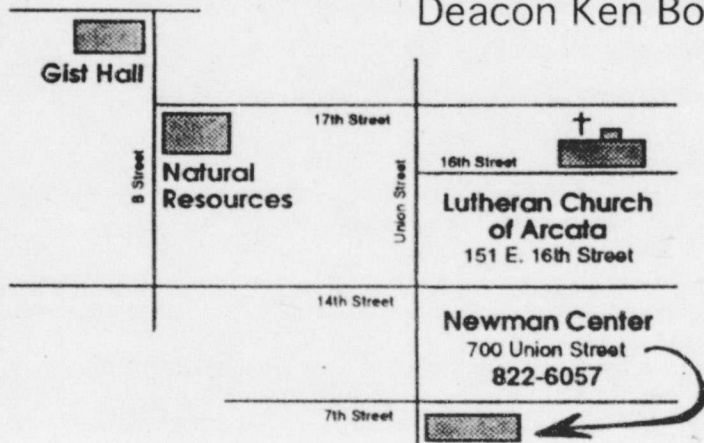 Deacon Ken Bo
Gist Hall
17th Street
B Street
Natural
Resources
Union Street
16th Street
Lutheran Church
of Arcata
151 E. 16th Street
14th Street
Newman Center
700 Union Street
822-6057
7th Street